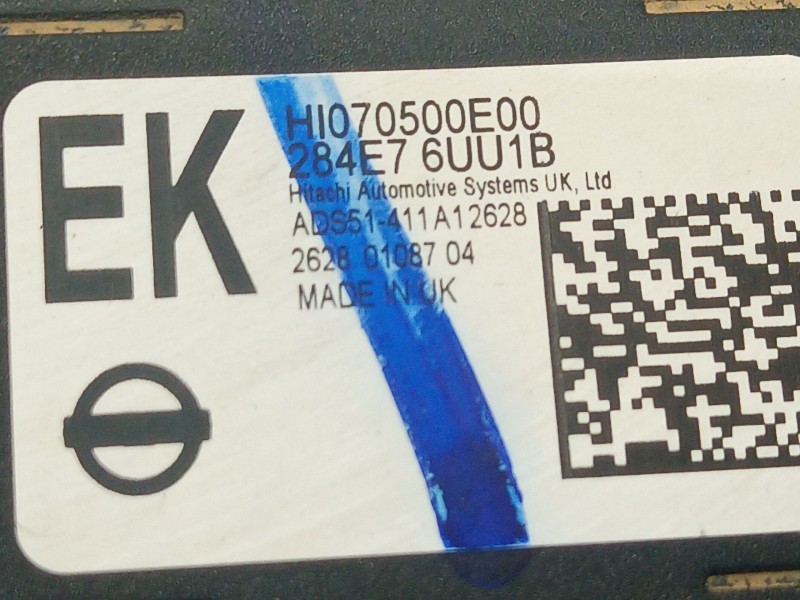 EK
HI070500E00
284E7 6UU1B
Hitachi Automotive Systems UK, Ltd
ADS51-411A12628
2628 01087 04
MADE IN UK